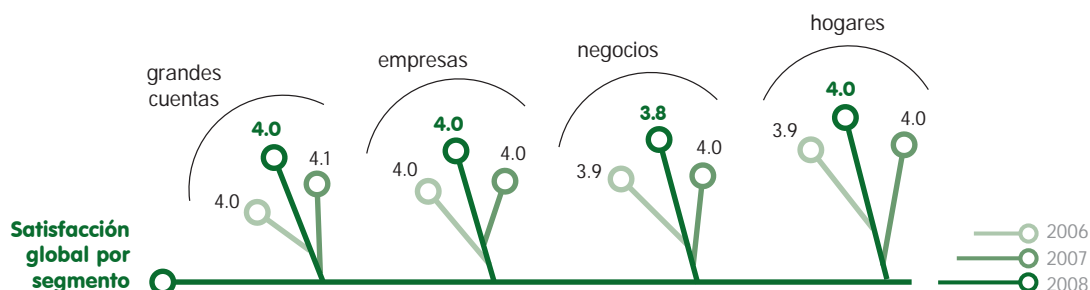 grandes
cuentas
4.0
4.0
4.1
empresas
4.0
4.0
4.0
negocios
3.9
3.8
4.0
hogares
3.9
4.0
4.0
Satisfacción
global por
segmento
2006
2007
2008